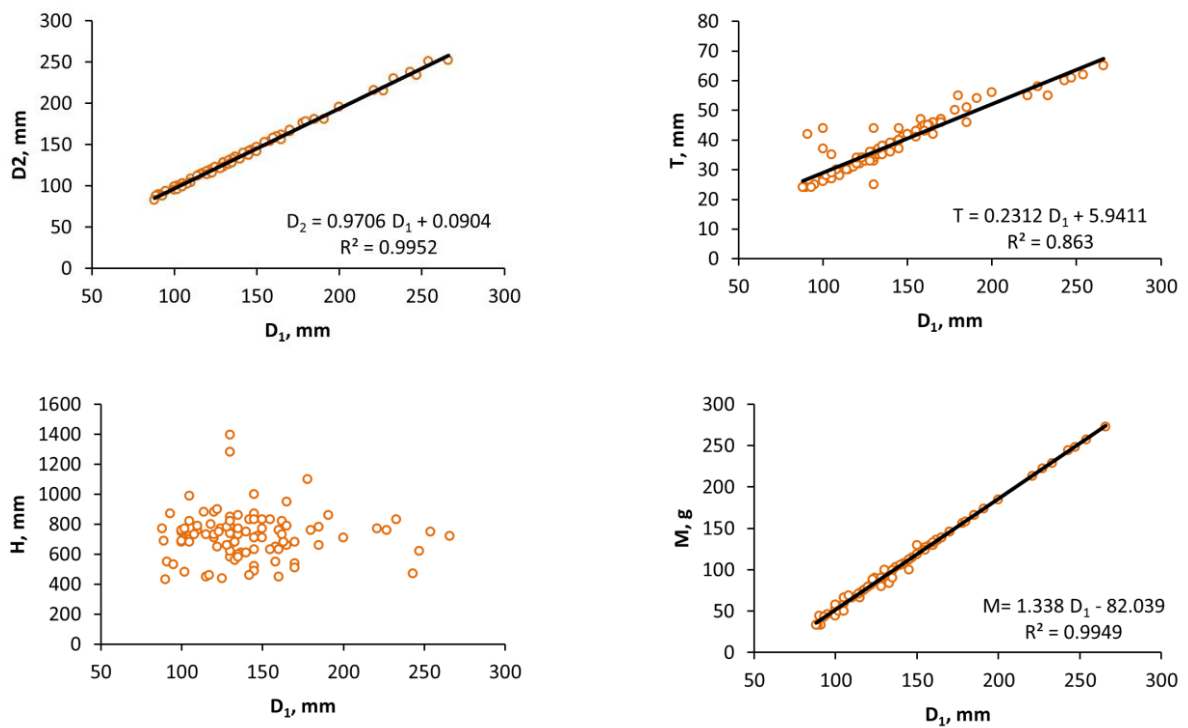 300
250
200
150
100
50
0
D2, mm
D₂ = 0.9706 D₁ + 0.0904
R² = 0.9952
50 100 150 200 250 300
D₁, mm
80
70
60
50
40
30
20
10
0
T, mm
T = 0.2312 D₁ + 5.9411
R² = 0.863
50 100 150 200 250 300
D₁, mm
1600
1400
1200
1000
800
600
400
200
0
H, mm
50 100 150 200 250 300
D₁, mm
300
250
200
150
100
50
0
M, g
M= 1.338 D₁ - 82.039
R² = 0.9949
50 100 150 200 250 300
D₁, mm